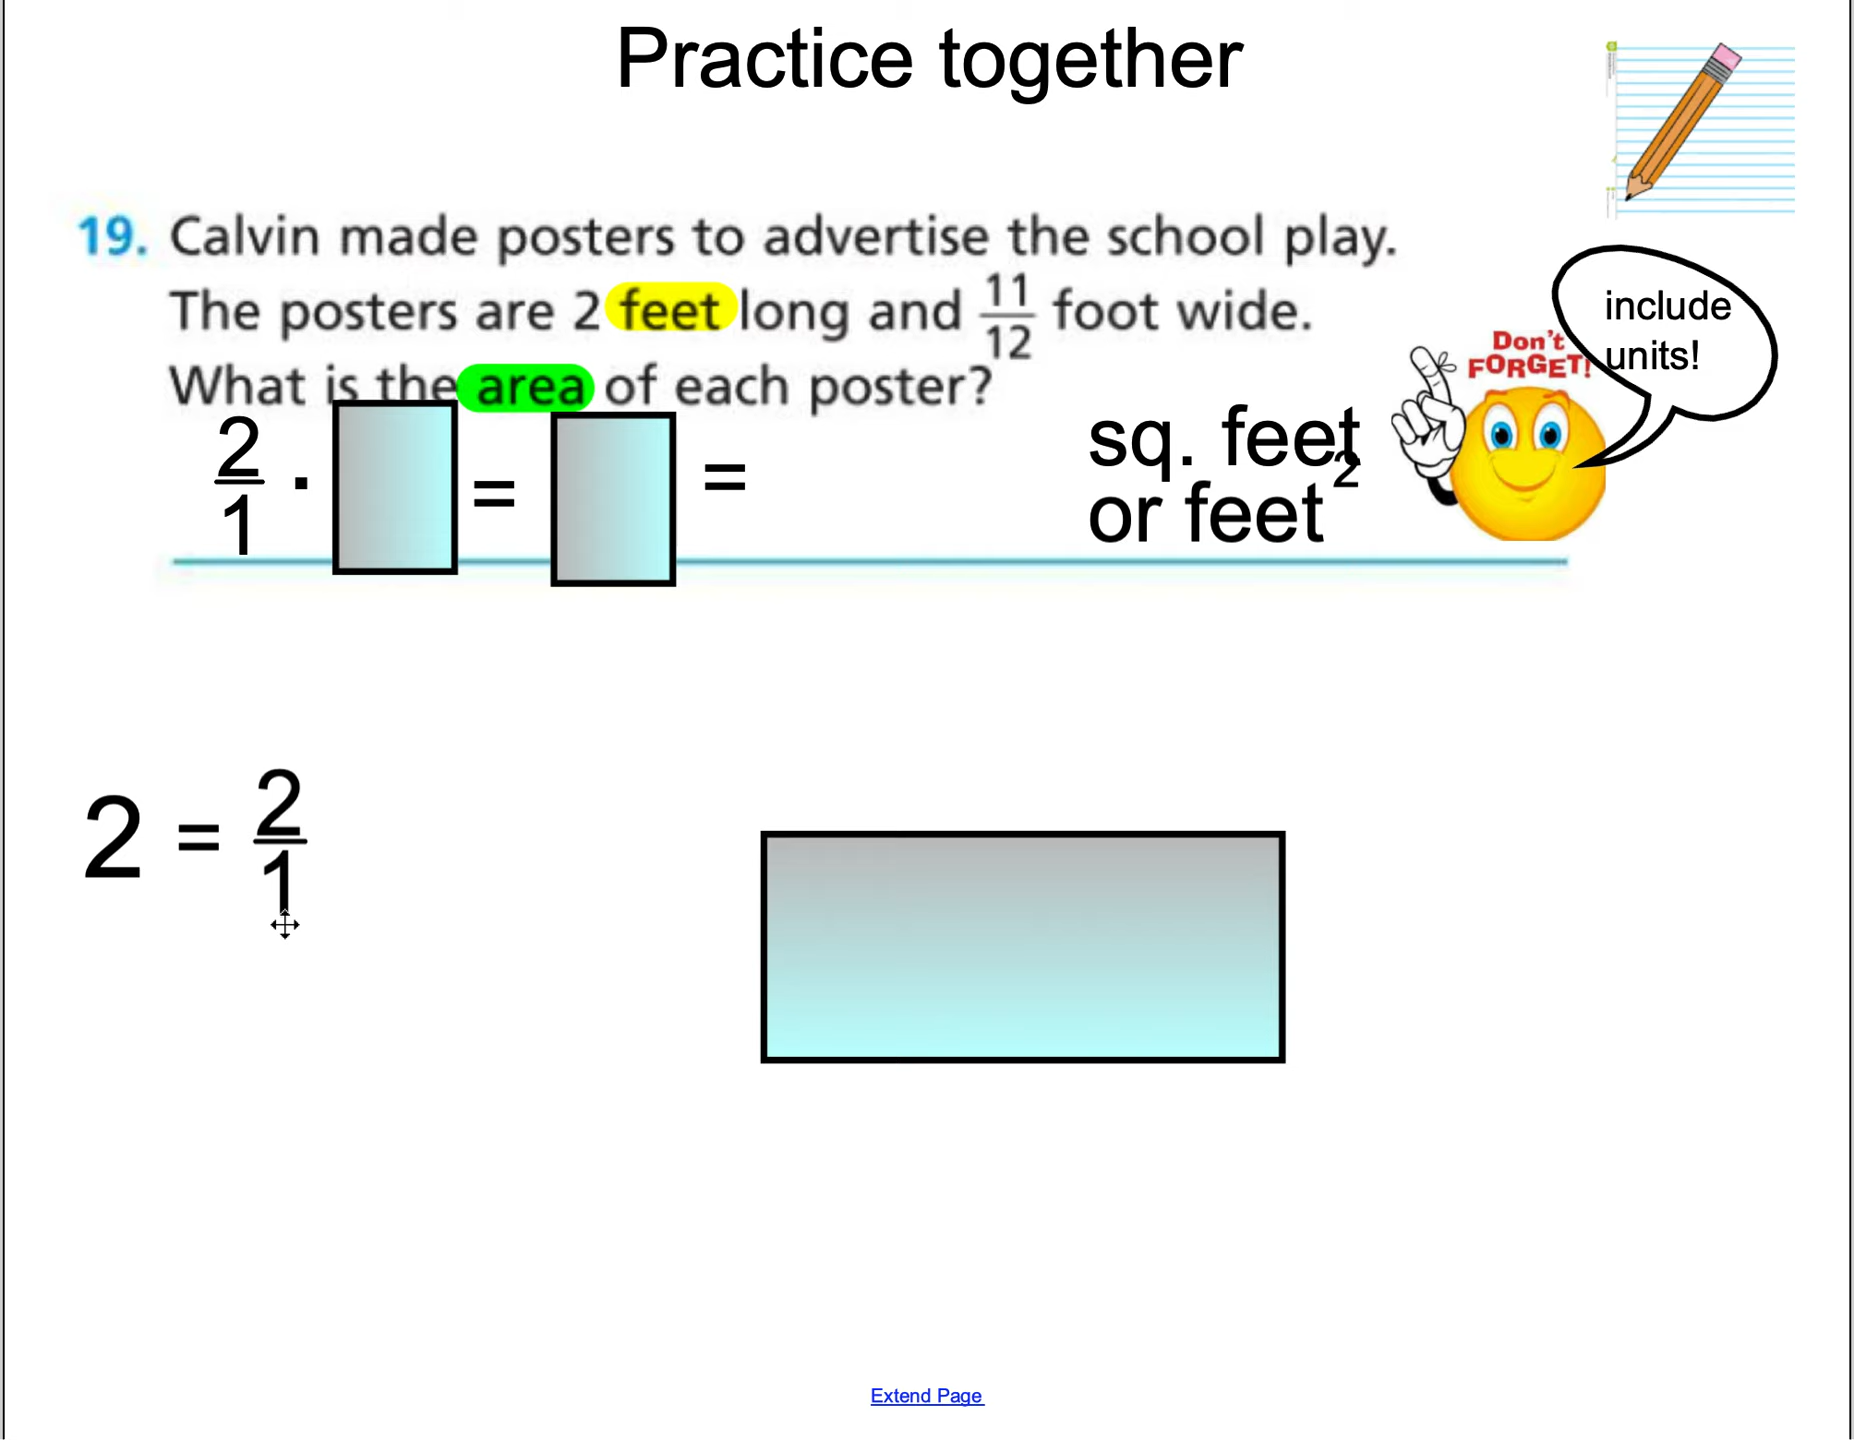 Practice together
19. Calvin made posters to advertise the school play.
The posters are 2 feet long and 11/12 foot wide.
What is the area of each poster?
include
units!
Don't
FORGET!
2/1 · = =
sq. feet
or feet²
2 = 2/1
Extend Page